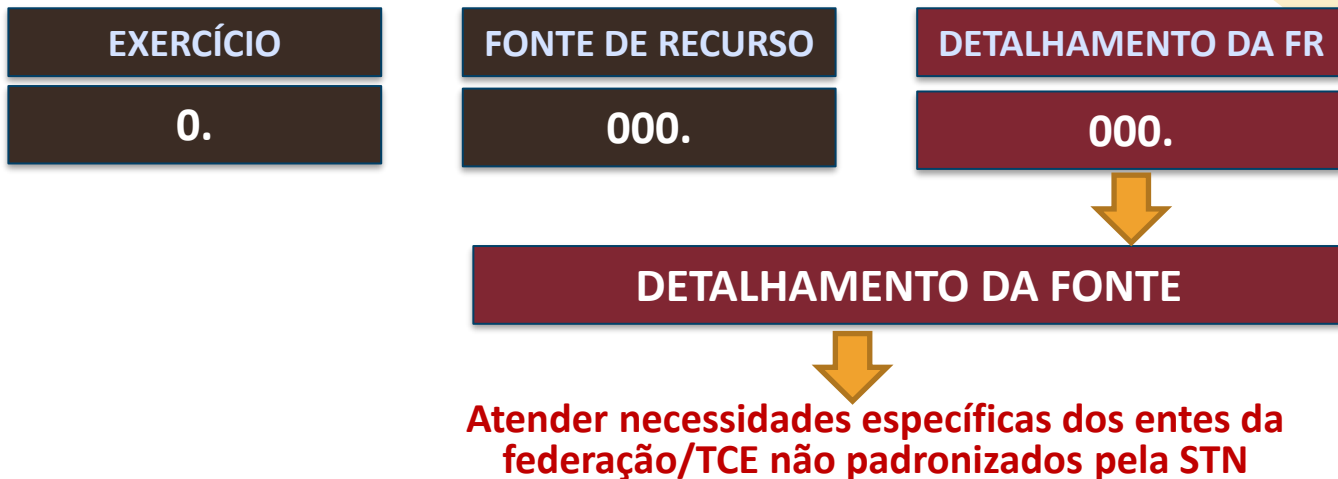 EXERCÍCIO
FONTE DE RECURSO
DETALHAMENTO DA FR
0.
000.
000.
DETALHAMENTO DA FONTE
Atender necessidades específicas dos entes da
federação/TCE não padronizados pela STN